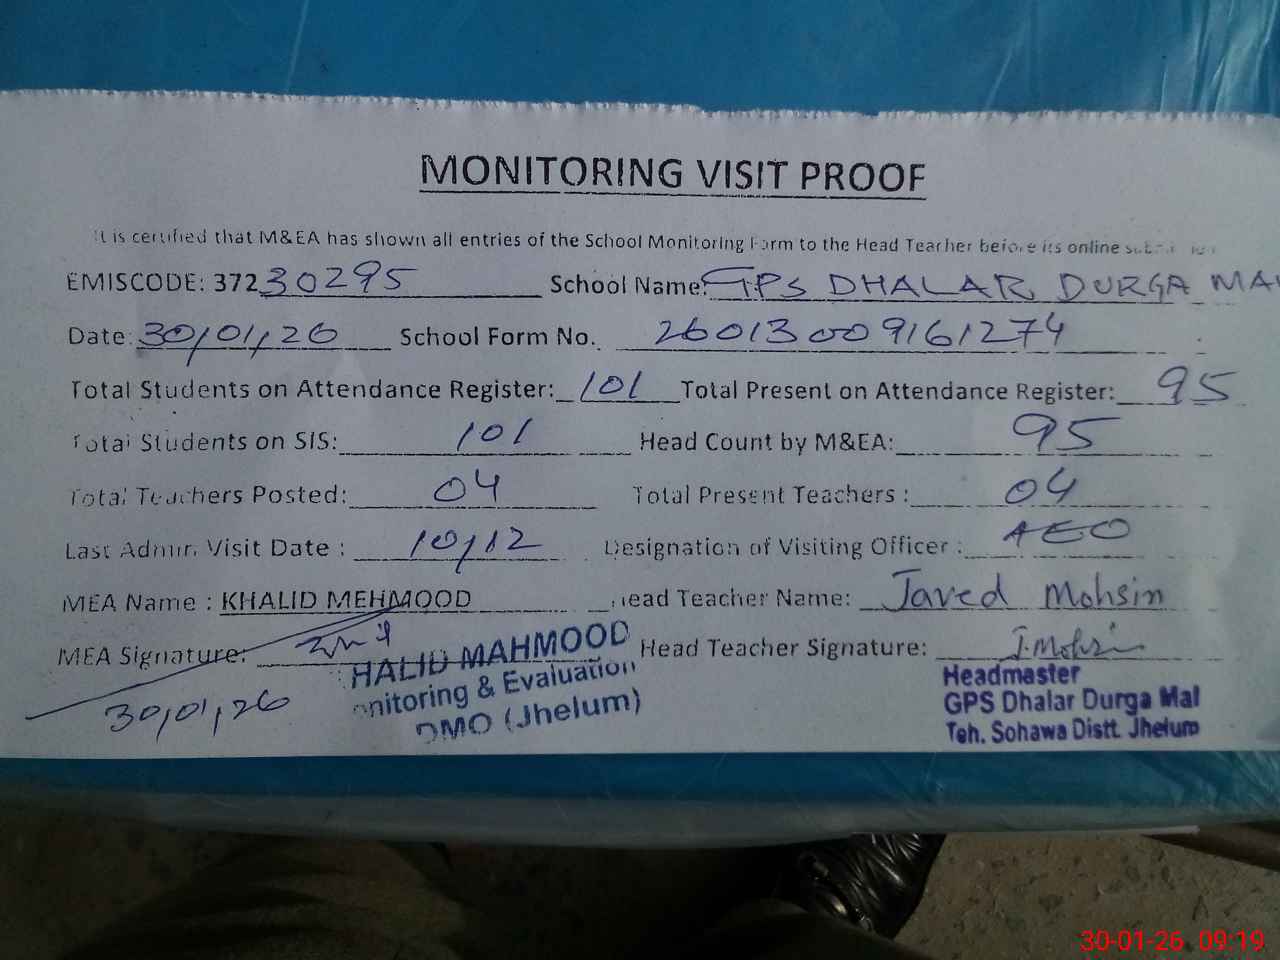 MONITORING VISIT PROOF
It is certified that M&EA has shown all entries of the School Monitoring Form to the Head Teacher before its online
EMISCODE: 37230295 School Name: GPS DHALAR DURGA MAL
Date: 30/01/26 School Form No. 260130009161274
Total Students on Attendance Register: 101 Total Present on Attendance Register: 95
Total Students on SIS: 101 Head Count by M&EA: 95
Total Teachers Posted: 04 Total Present Teachers : 04
Last Admin Visit Date : 10/12 Designation of Visiting Officer : AEO
MEA Name : KHALID MEHMOOD Head Teacher Name: Javed Mohsin
MEA Signature: Head Teacher Signature: J.Mohsin
30/01/26
HALID MAHMOOD
onitoring & Evaluation
DMO (Jhelum)
Headmaster
GPS Dhalar Durga Mal
Teh. Sohawa Distt. Jhelum
30-01-26 09:19